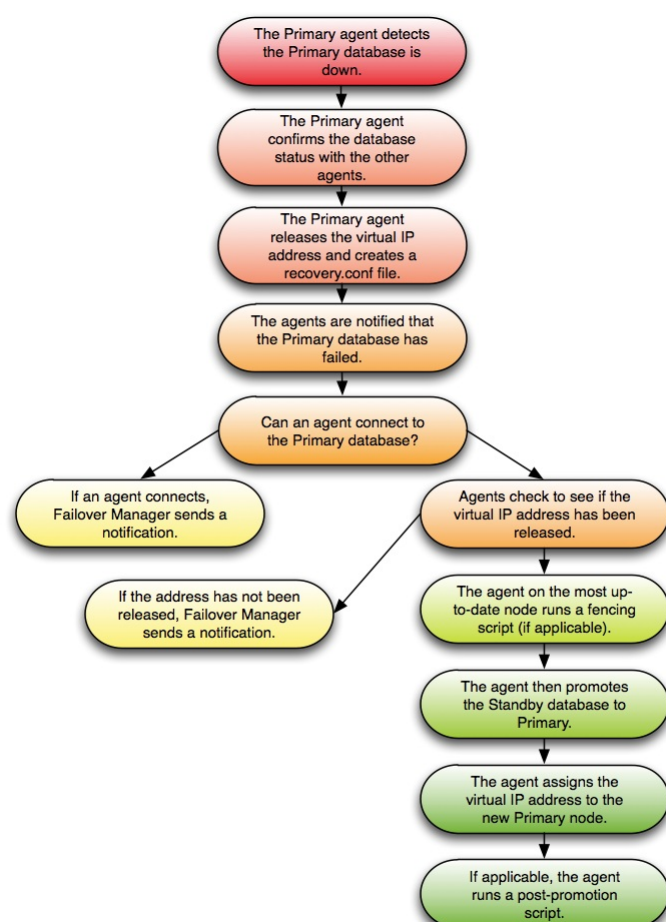 The Primary agent detects
the Primary database is
down.
The Primary agent
confirms the database
status with the other
agents.
The Primary agent
releases the virtual IP
address and creates a
recovery.conf file.
The agents are notified that
the Primary database has
failed.
Can an agent connect to
the Primary database?
If an agent connects,
Failover Manager sends a
notification.
Agents check to see if the
virtual IP address has been
released.
If the address has not been
released, Failover Manager
sends a notification.
The agent on the most up-
to-date node runs a fencing
script (if applicable).
The agent then promotes
the Standby database to
Primary.
The agent assigns the
virtual IP address to the
new Primary node.
If applicable, the agent
runs a post-promotion
script.